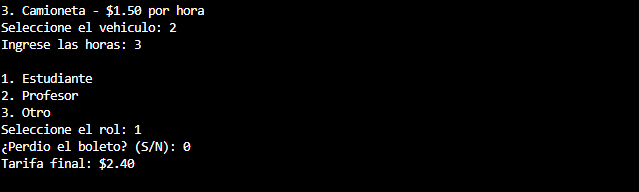 3. Camioneta - $1.50 por hora
Seleccione el vehiculo: 2
Ingrese las horas: 3
1. Estudiante
2. Profesor
3. Otro
Seleccione el rol: 1
¿Perdio el boleto? (S/N): 0
Tarifa final: $2.40